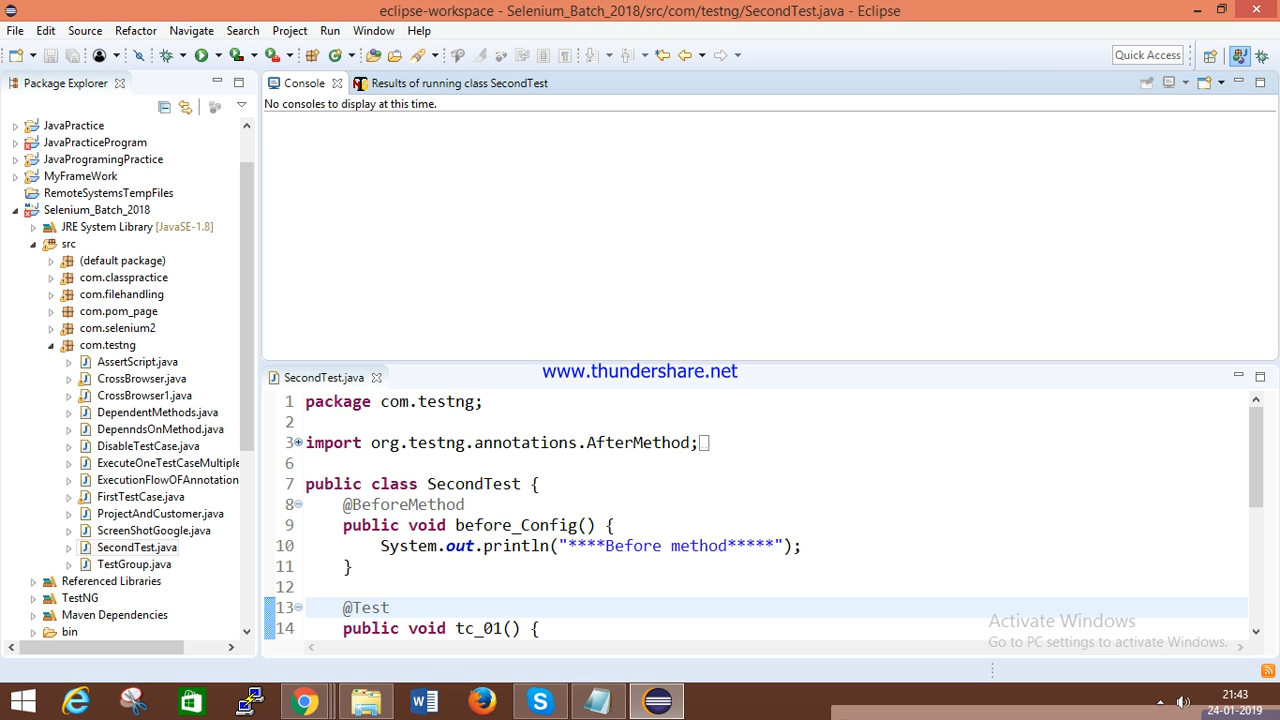 eclipse-workspace - Selenium_Batch_2018/src/com/testng/SecondTest.java - Eclipse
File Edit Source Refactor Navigate Search Project Run Window Help
Quick Access
Package Explorer
JavaPractice
JavaPracticeProgram
JavaProgramingPractice
MyFrameWork
RemoteSystemsTempFiles
Selenium_Batch_2018
JRE System Library [JavaSE-1.8]
src
(default package)
com.classpractice
com.filehandling
com.pom_page
com.selenium2
com.testng
AssertScript.java
CrossBrowser.java
CrossBrowser1.java
DependentMethods.java
DepenndsOnMethod.java
DisableTestCase.java
ExecuteOneTestCaseMultiple
ExecutionFlowOFAnnotation
FirstTestCase.java
ProjectAndCustomer.java
ScreenShotGoogle.java
SecondTest.java
TestGroup.java
Referenced Libraries
TestNG
Maven Dependencies
bin
Console Results of running class SecondTest
No consoles to display at this time.
www.thundershare.net
SecondTest.java
1 package com.testng;
2
3 import org.testng.annotations.AfterMethod;
6
7 public class SecondTest {
8 @BeforeMethod
9 public void before_Config() {
10 System.out.println("****Before method*****");
11 }
12
13 @Test
14 public void tc_01() {
Activate Windows
Go to PC settings to activate Windows.
21:43
24-01-2019